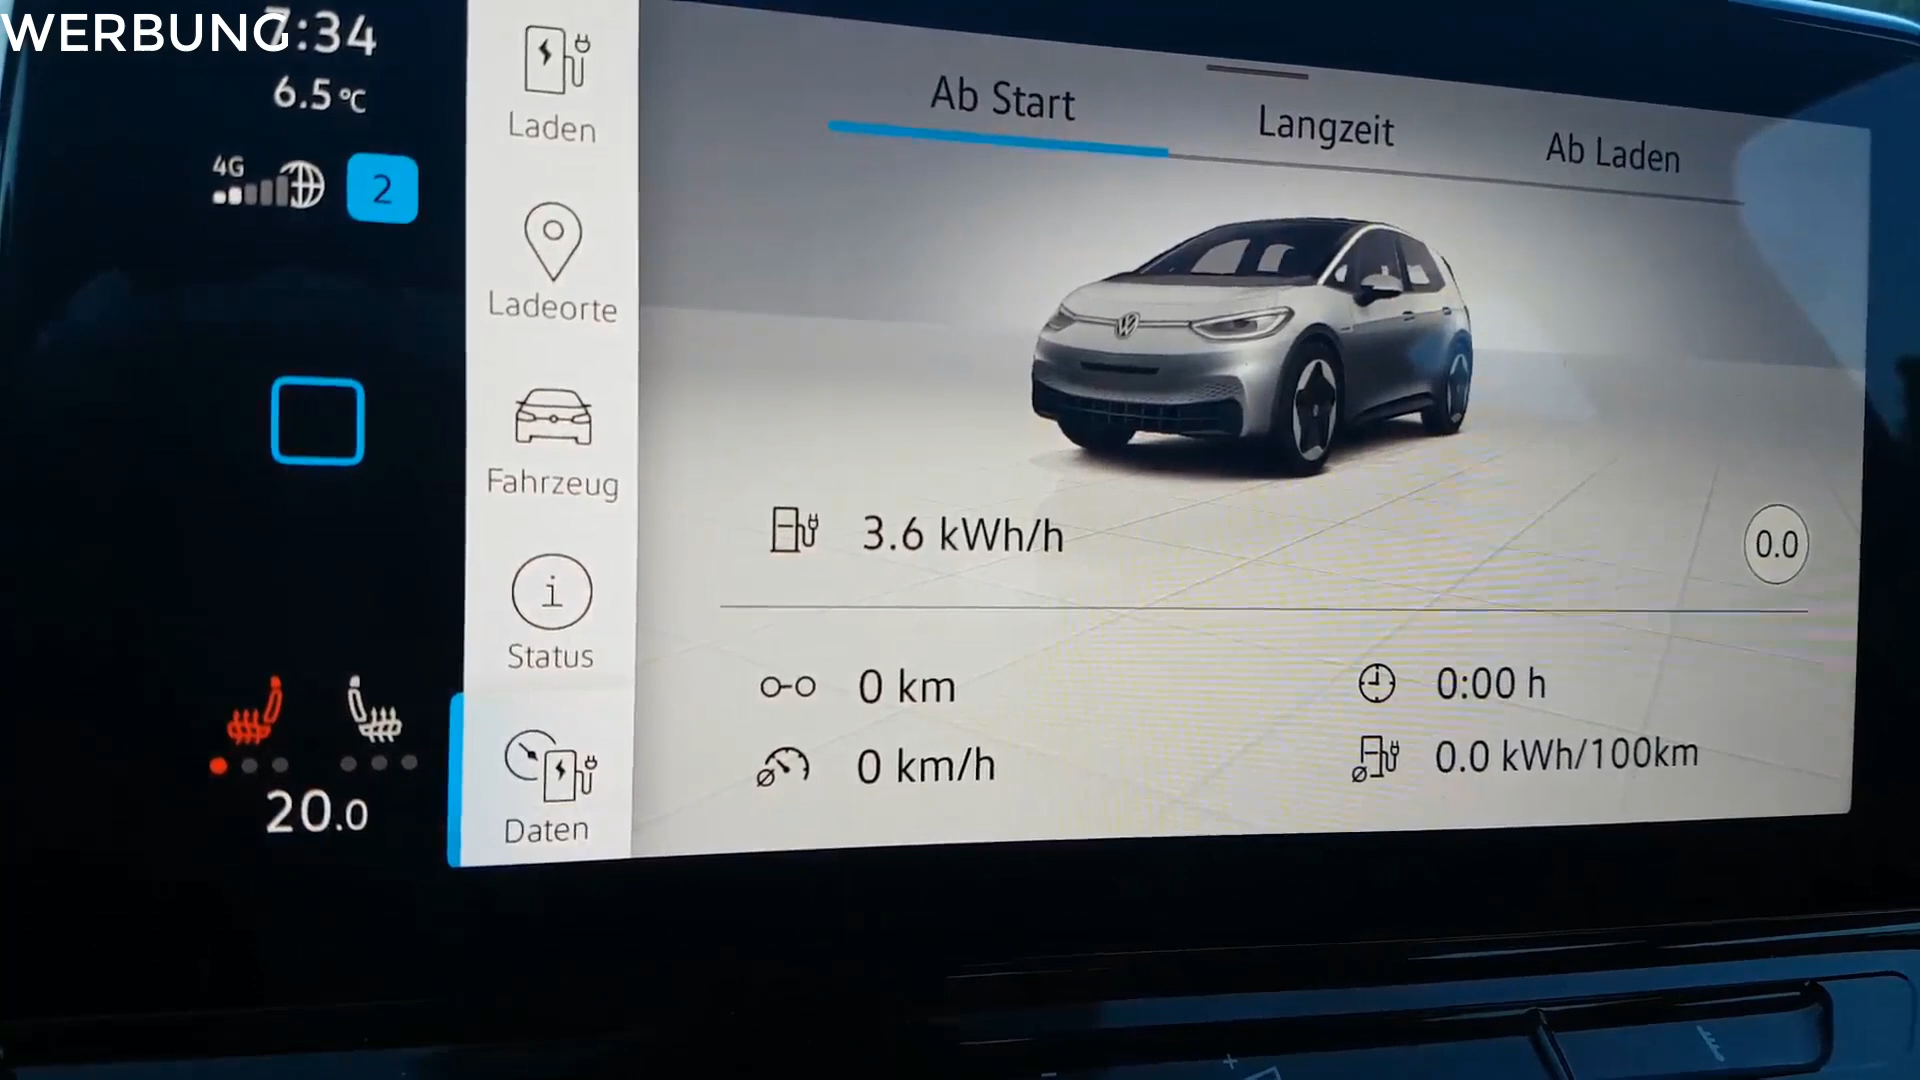 WERBUNG
7:34
6.5°C
4G
2
20.0
Laden
Ladeorte
Fahrzeug
i
Status
Daten
Ab Start
Langzeit
Ab Laden
3.6 kWh/h
0.0
0 km
0:00 h
0 km/h
0.0 kWh/100km